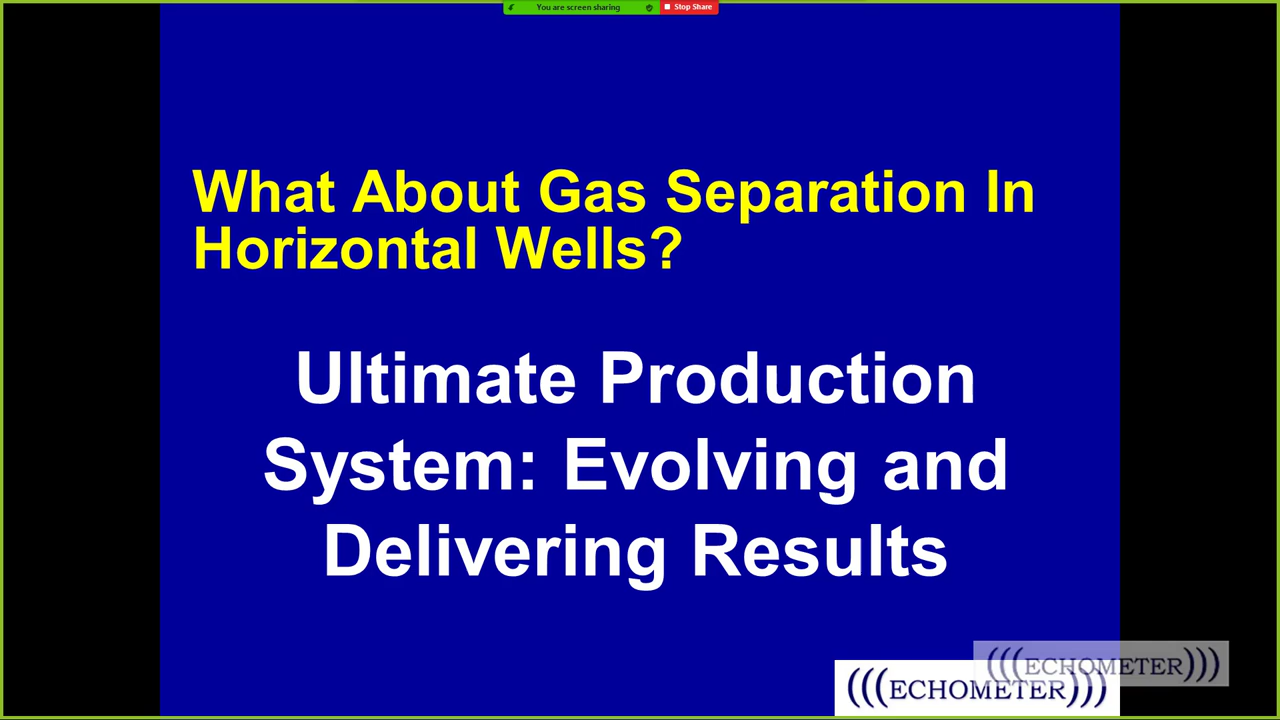 You are screen sharing
Stop Share
What About Gas Separation In
Horizontal Wells?
Ultimate Production
System: Evolving and
Delivering Results
(((ECHOMETER)))
(((ECHOMETER)))